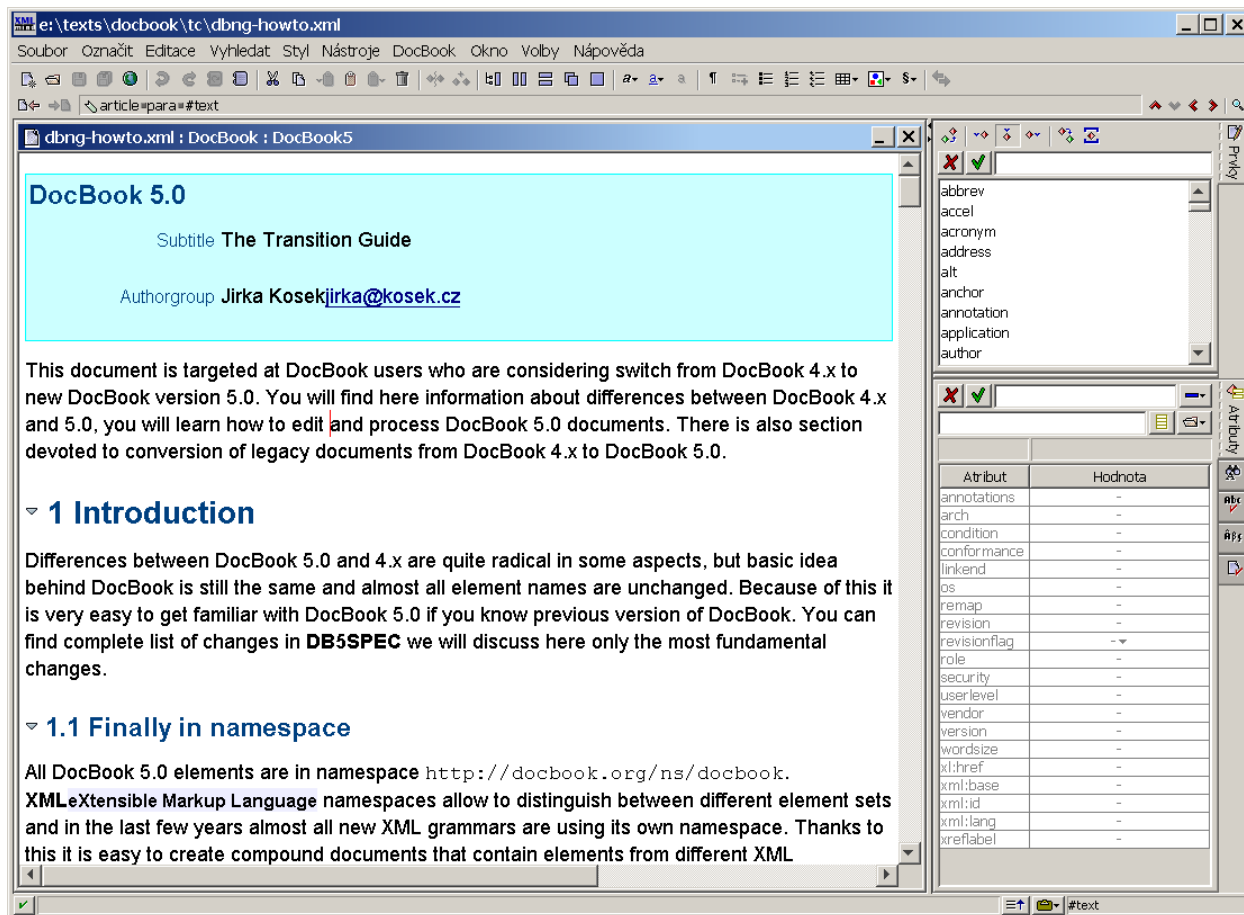 e:\texts\docbook\tc\dbng-howto.xml
Soubor Označit Editace Vyhledat Styl Nástroje DocBook Okno Volby Nápověda
article=para=#text
dbng-howto.xml : DocBook : DocBook5
DocBook 5.0
Subtitle The Transition Guide
Authorgroup Jirka Kosekjirka@kosek.cz
This document is targeted at DocBook users who are considering switch from DocBook 4.x to
new DocBook version 5.0. You will find here information about differences between DocBook 4.x
and 5.0, you will learn how to edit and process DocBook 5.0 documents. There is also section
devoted to conversion of legacy documents from DocBook 4.x to DocBook 5.0.
1 Introduction
Differences between DocBook 5.0 and 4.x are quite radical in some aspects, but basic idea
behind DocBook is still the same and almost all element names are unchanged. Because of this it
is very easy to get familiar with DocBook 5.0 if you know previous version of DocBook. You can
find complete list of changes in DB5SPEC we will discuss here only the most fundamental
changes.
1.1 Finally in namespace
All DocBook 5.0 elements are in namespace http://docbook.org/ns/docbook.
XMLeXtensible Markup Language namespaces allow to distinguish between different element sets
and in the last few years almost all new XML grammars are using its own namespace. Thanks to
this it is easy to create compound documents that contain elements from different XML
Prvky
abbrev
accel
acronym
address
alt
anchor
annotation
application
author
Atributy
Atribut Hodnota
annotations -
arch -
condition -
conformance -
linkend -
os -
remap -
revision -
revisionflag -
role -
security -
userlevel -
vendor -
version -
wordsize -
xl:href -
xml:base -
xml:id -
xml:lang -
xreflabel -
#text